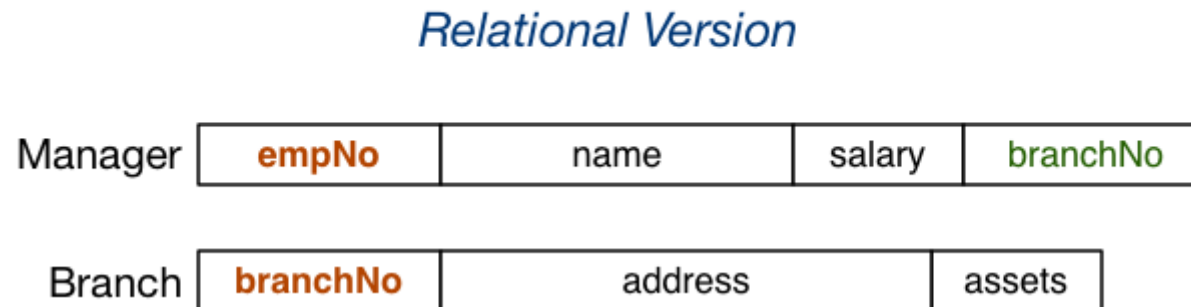 Relational Version
Manager empNo name salary branchNo
Branch branchNo address assets